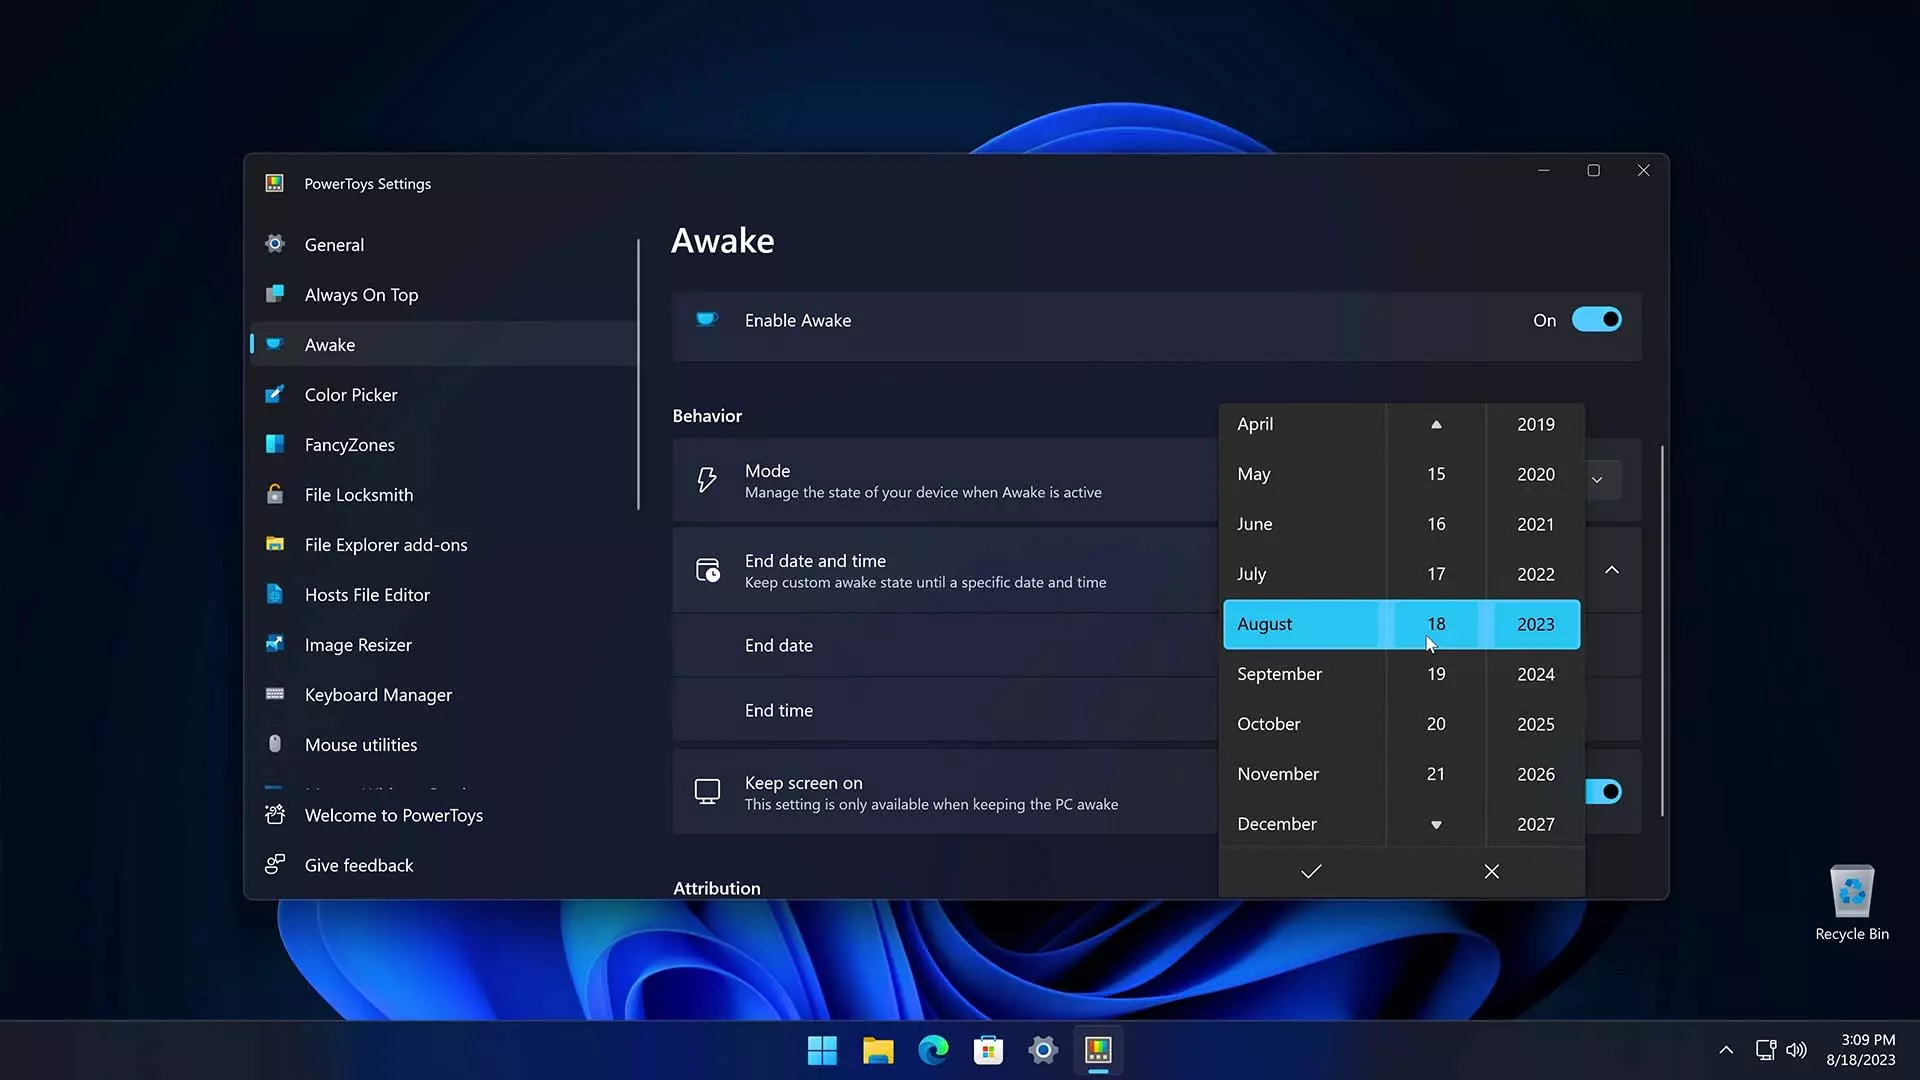 PowerToys Settings
General
Always On Top
Awake
Color Picker
FancyZones
File Locksmith
File Explorer add-ons
Hosts File Editor
Image Resizer
Keyboard Manager
Mouse utilities
Welcome to PowerToys
Give feedback
Awake
Enable Awake
On
Behavior
Mode
Manage the state of your device when Awake is active
End date and time
Keep custom awake state until a specific date and time
End date
End time
Keep screen on
This setting is only available when keeping the PC awake
Attribution
April 2019
May 15 2020
June 16 2021
July 17 2022
August 18 2023
September 19 2024
October 20 2025
November 21 2026
December 2027
Recycle Bin
3:09 PM
8/18/2023